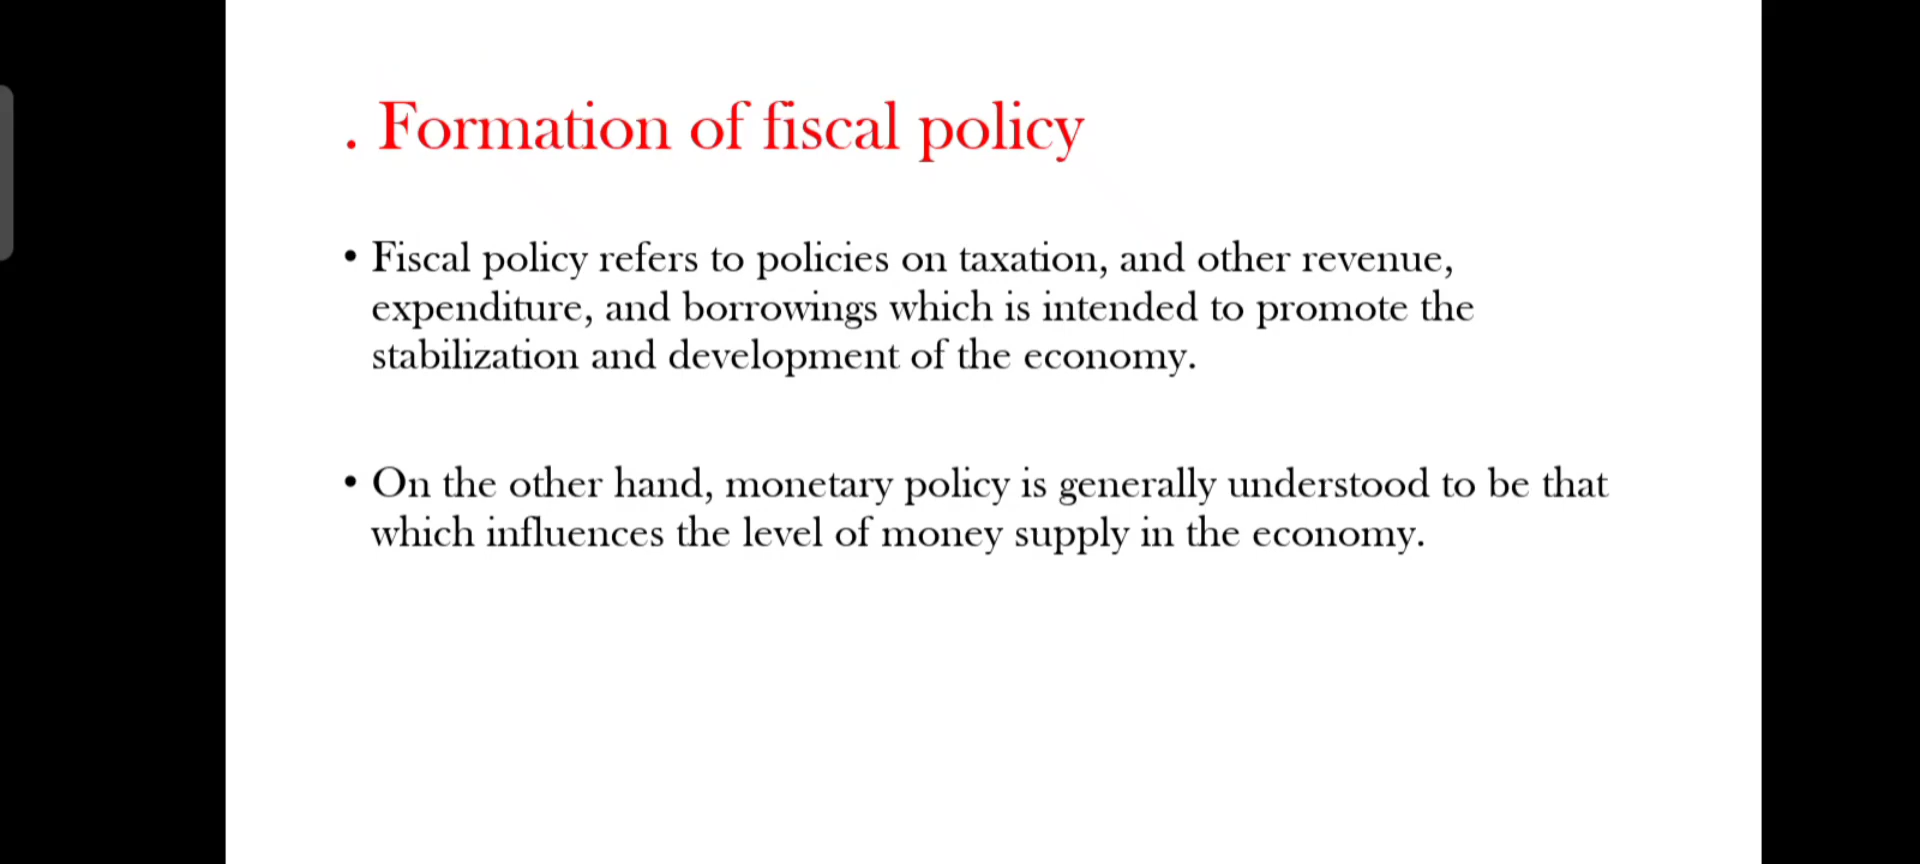 . Formation of fiscal policy
• Fiscal policy refers to policies on taxation, and other revenue,
expenditure, and borrowings which is intended to promote the
stabilization and development of the economy.
• On the other hand, monetary policy is generally understood to be that
which influences the level of money supply in the economy.